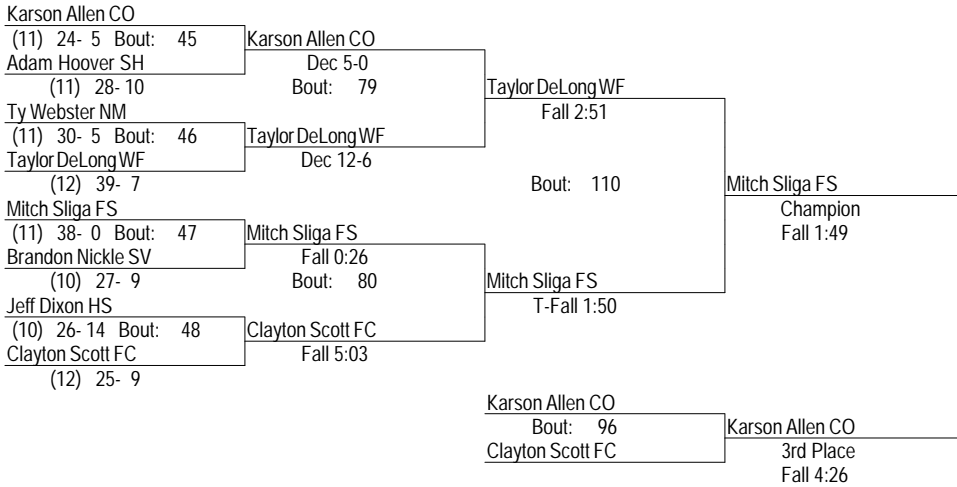 Karson Allen CO
(11) 24- 5 Bout: 45
Adam Hoover SH
(11) 28- 10
Ty Webster NM
(11) 30- 5 Bout: 46
Taylor DeLong WF
(12) 39- 7
Mitch Sliga FS
(11) 38- 0 Bout: 47
Brandon Nickle SV
(10) 27- 9
Jeff Dixon HS
(10) 26- 14 Bout: 48
Clayton Scott FC
(12) 25- 9
Karson Allen CO
Dec 5-0
Bout: 79
Taylor DeLong WF
Dec 12-6
Mitch Sliga FS
Fall 0:26
Bout: 80
Clayton Scott FC
Fall 5:03
Taylor DeLong WF
Fall 2:51
Bout: 110
Mitch Sliga FS
T-Fall 1:50
Mitch Sliga FS
Champion
Fall 1:49
Karson Allen CO
Bout: 96
Clayton Scott FC
Karson Allen CO
3rd Place
Fall 4:26